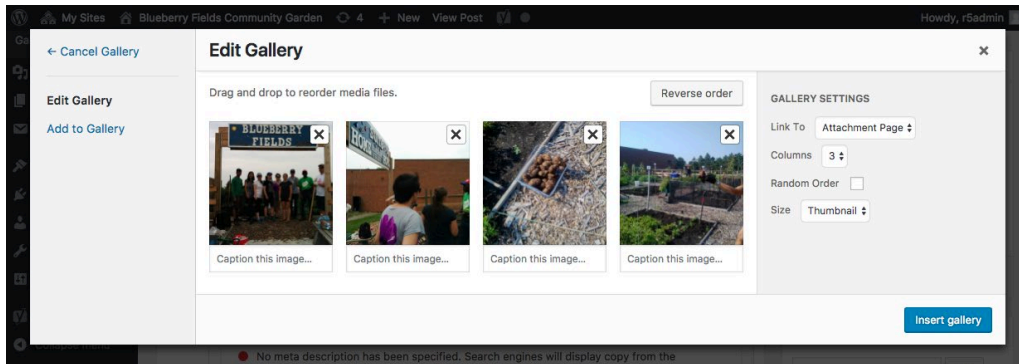 My Sites Blueberry Fields Community Garden 4 New View Post Howdy, r5admin
← Cancel Gallery
Edit Gallery
Add to Gallery
Edit Gallery
Drag and drop to reorder media files.
Reverse order
BLUEBERRY
FIELDS
Caption this image...
Caption this image...
Caption this image...
Caption this image...
GALLERY SETTINGS
Link To Attachment Page
Columns 3
Random Order
Size Thumbnail
Insert gallery
No meta description has been specified. Search engines will display copy from the